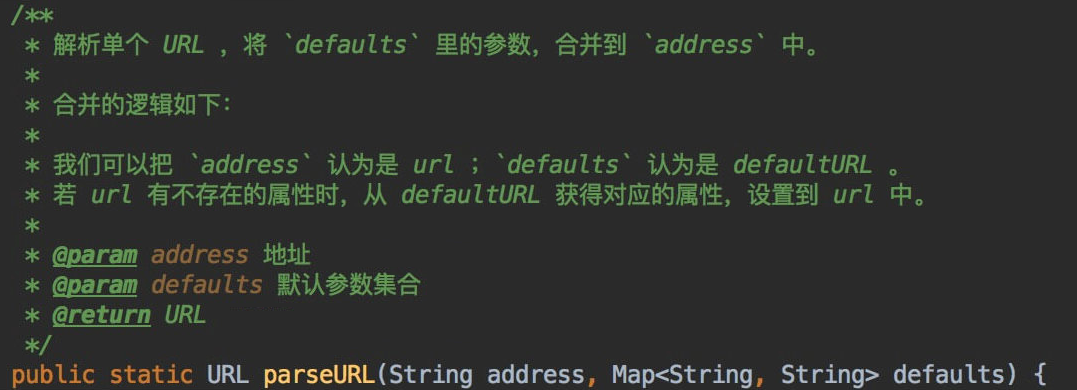 /**
* 解析单个 URL ，将 `defaults` 里的参数，合并到 `address` 中。
*
* 合并的逻辑如下：
*
* 我们可以把 `address` 认为是 url ；`defaults` 认为是 defaultURL 。
* 若 url 有不存在的属性时，从 defaultURL 获得对应的属性，设置到 url 中。
*
* @param address 地址
* @param defaults 默认参数集合
* @return URL
*/
public static URL parseURL(String address, Map<String, String> defaults) {